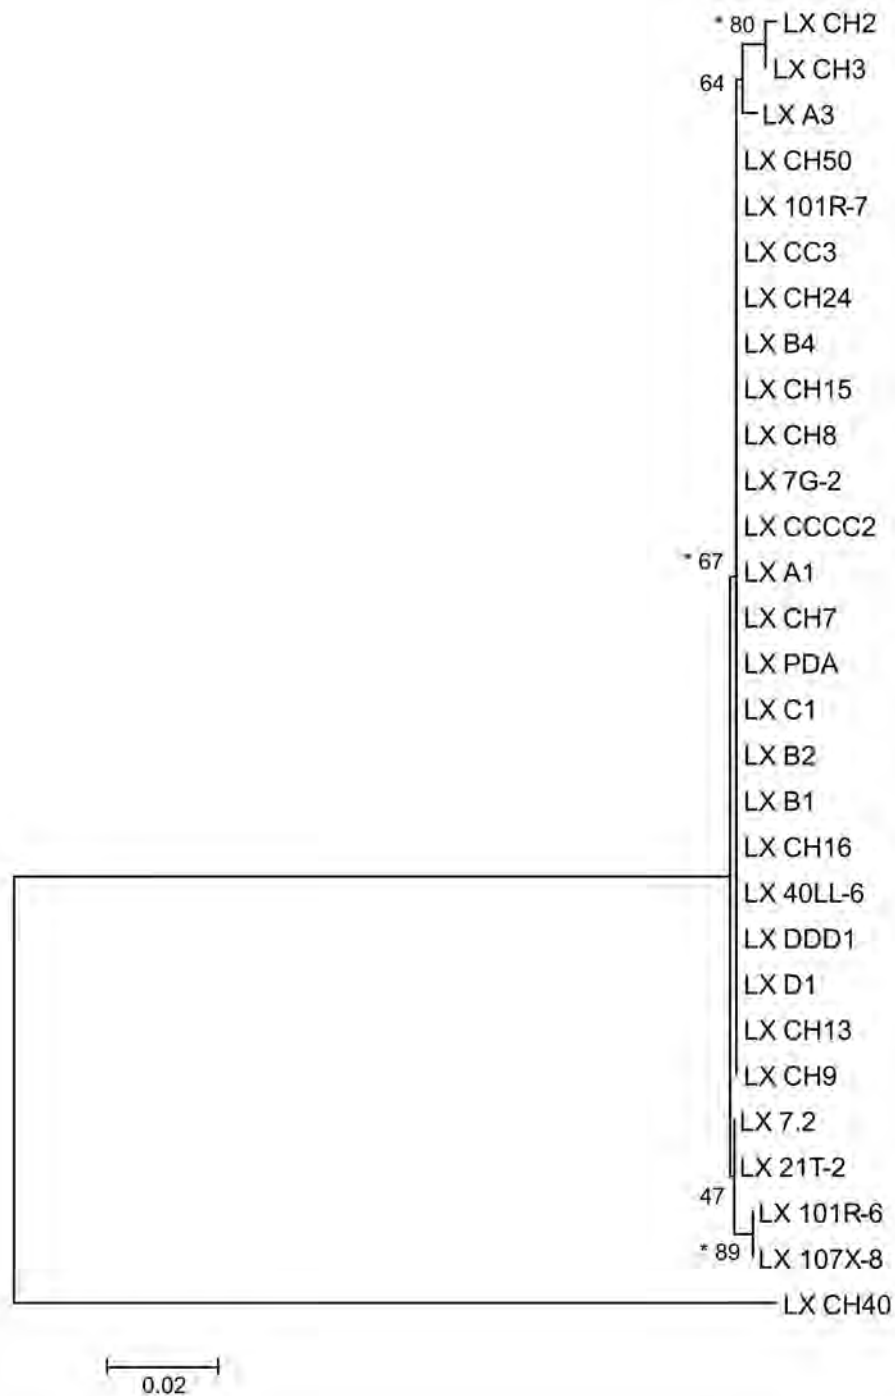 * 80
LX CH2
LX CH3
64
LX A3
LX CH50
LX 101R-7
LX CC3
LX CH24
LX B4
LX CH15
LX CH8
LX 7G-2
LX CCCC2
* 67
LX A1
LX CH7
LX PDA
LX C1
LX B2
LX B1
LX CH16
LX 40LL-6
LX DDD1
LX D1
LX CH13
LX CH9
LX 7.2
LX 21T-2
47
LX 101R-6
* 89
LX 107X-8
LX CH40
0.02